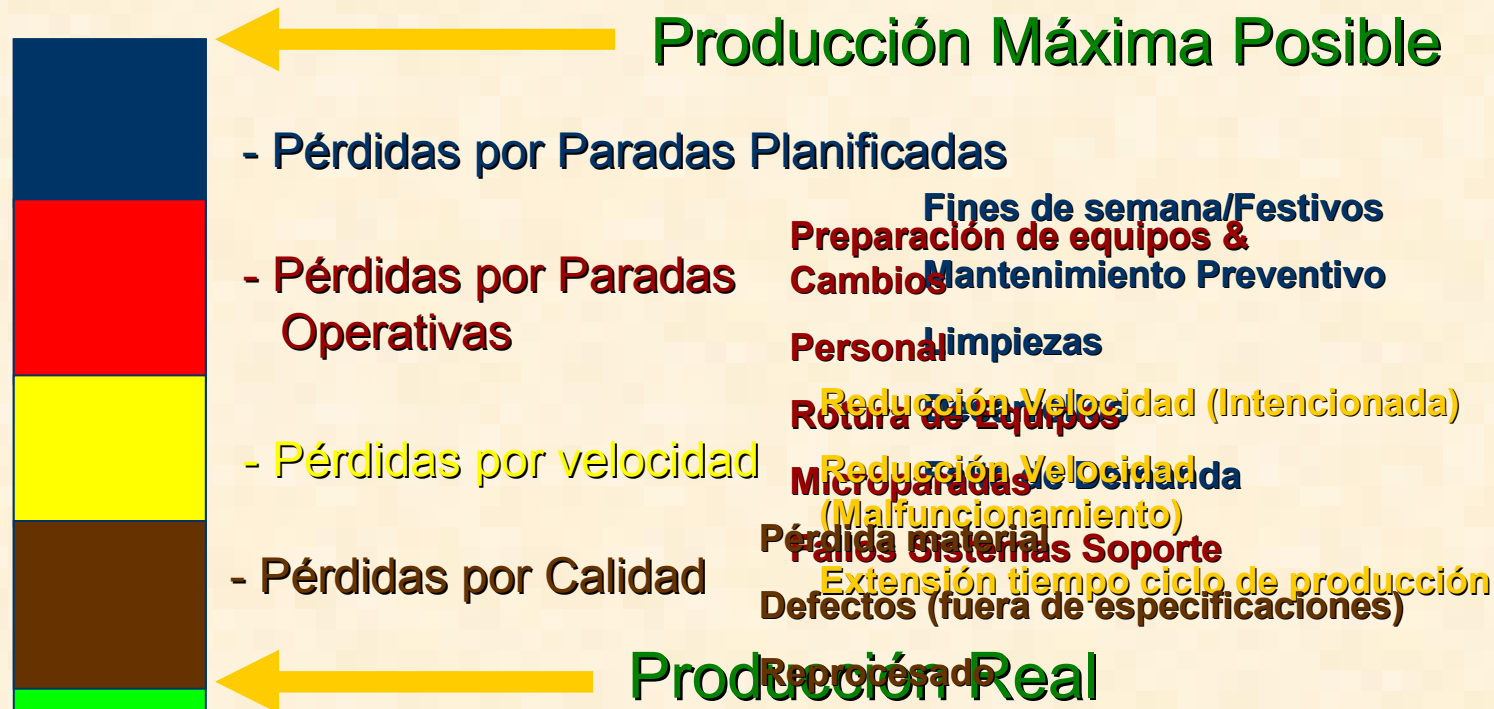 Producción Máxima Posible
- Pérdidas por Paradas Planificadas
Fines de semana/Festivos
Mantenimiento Preventivo
Limpiezas
de Demanda
- Pérdidas por Paradas
Operativas
Preparación de equipos &
Cambios
Personal
Rotura de Equipos
Microparadas
Fallos Sistemas Soporte
- Pérdidas por velocidad
Reducción Velocidad (Intencionada)
Reducción Velocidad
(Malfuncionamiento)
Extensión tiempo ciclo de producción
- Pérdidas por Calidad
Pérdida material
Defectos (fuera de especificaciones)
Reprocesado
Producción Real